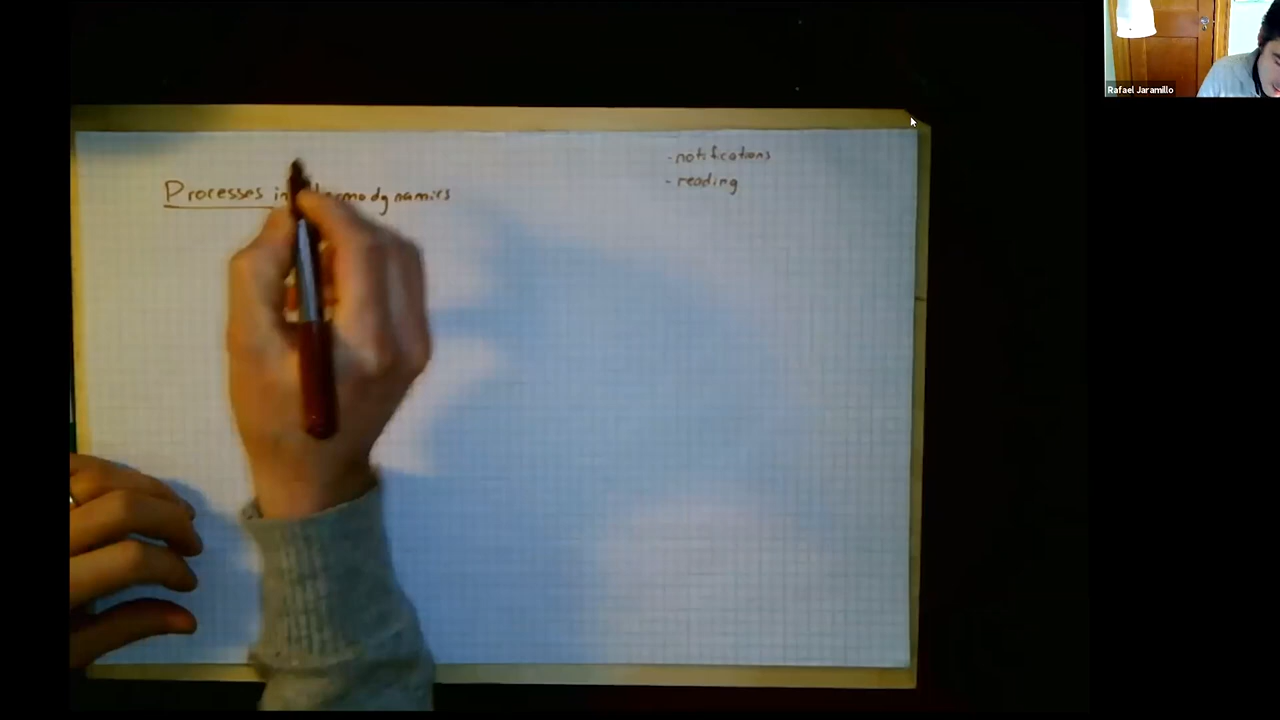 Rafael Jaramillo
-notifications
-reading
Processes in